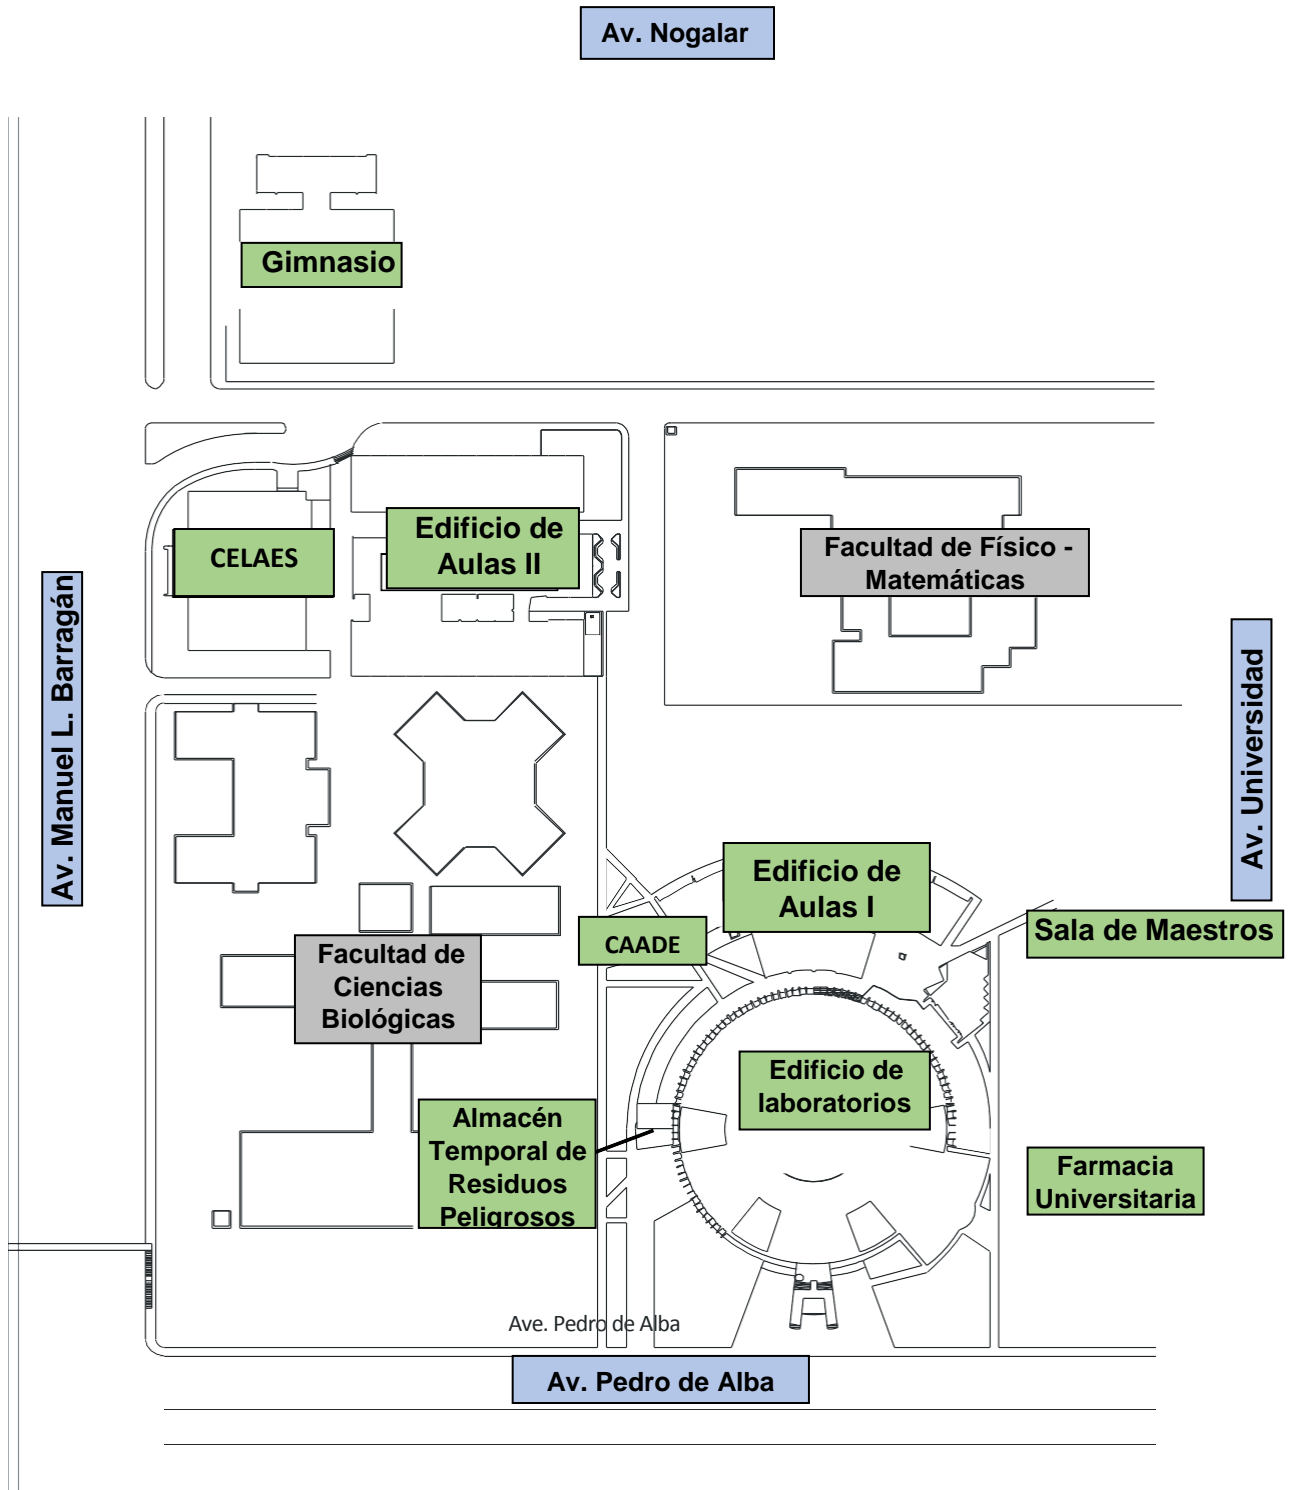 Av. Nogalar
Gimnasio
CELAES
Edificio de
Aulas II
Facultad de Físico -
Matemáticas
Av. Manuel L. Barragán
Av. Universidad
Edificio de
Aulas I
CAADE
Sala de Maestros
Facultad de
Ciencias
Biológicas
Edificio de
laboratorios
Almacén
Temporal de
Residuos
Peligrosos
Farmacia
Universitaria
Ave. Pedro de Alba
Av. Pedro de Alba